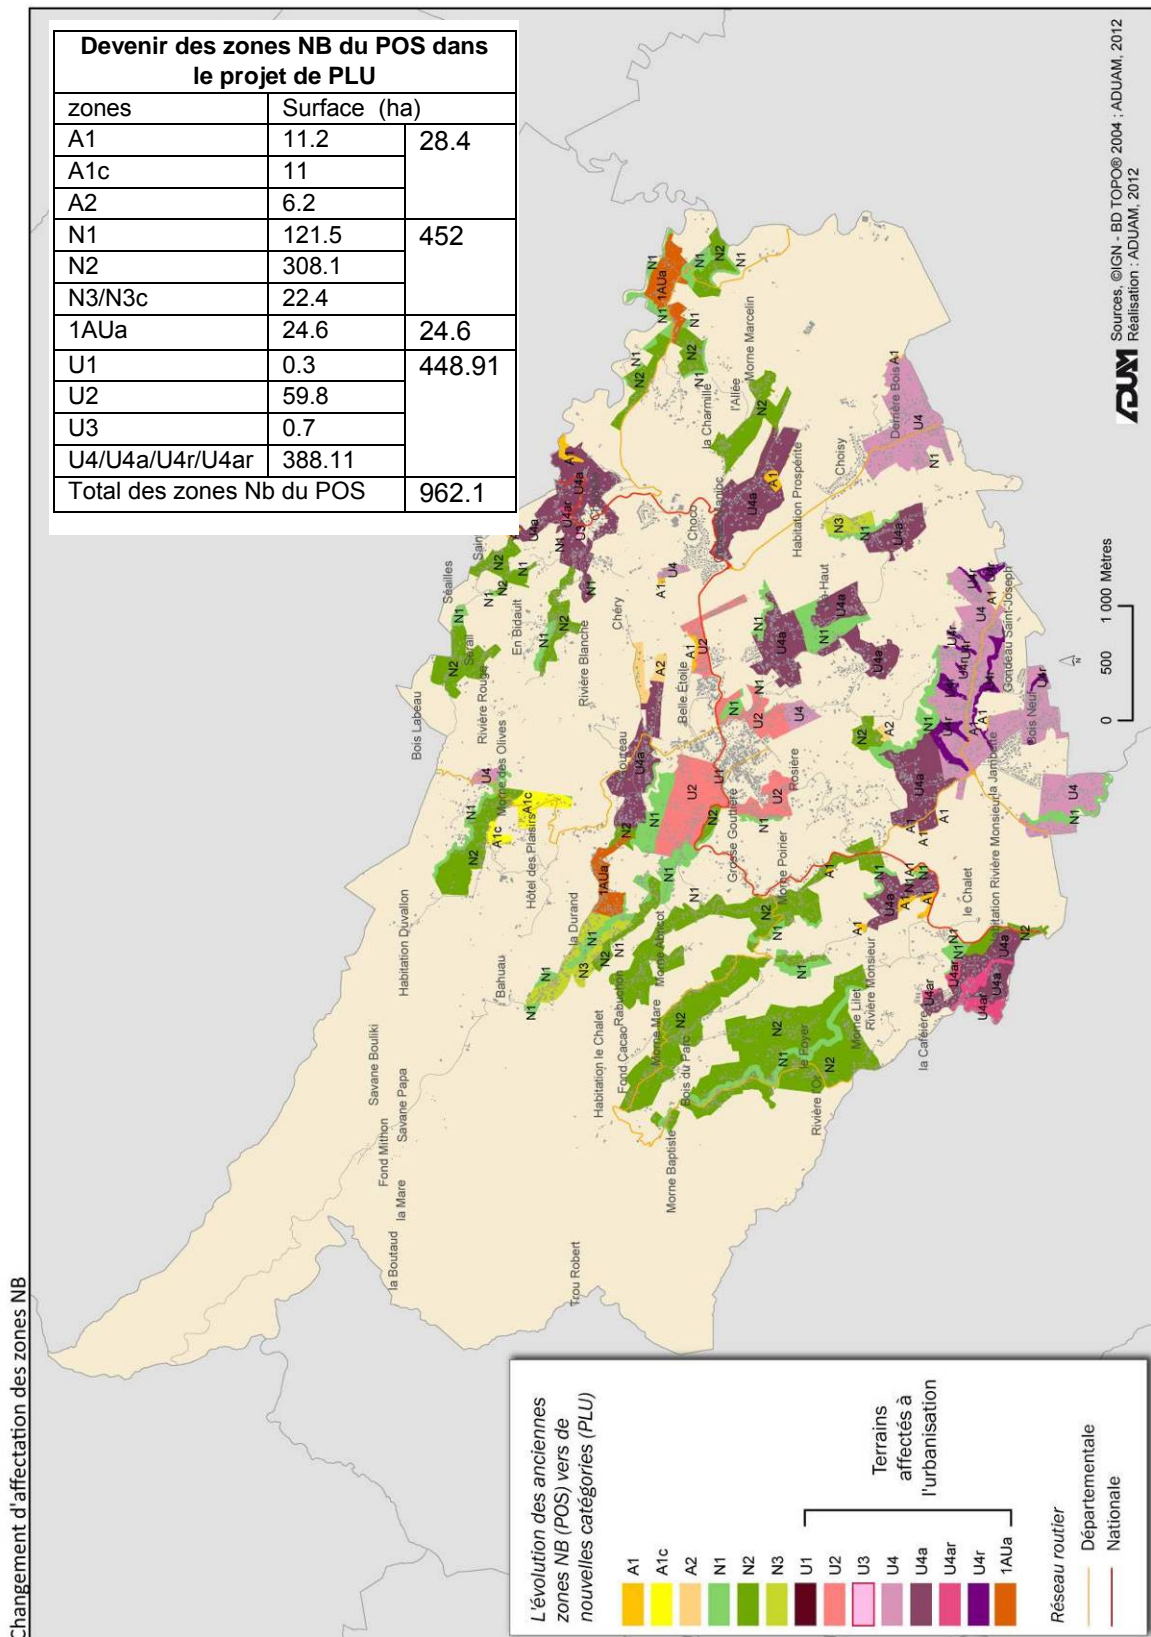 Changement d'affectation des zones NB
Devenir des zones NB du POS dans
le projet de PLU
zones Surface (ha)
A1 11.2 28.4
A1c 11
A2 6.2
N1 121.5 452
N2 308.1
N3/N3c 22.4
1AUa 24.6 24.6
U1 0.3 448.91
U2 59.8
U3 0.7
U4/U4a/U4r/U4ar 388.11
Total des zones Nb du POS 962.1
Sources, ©IGN - BD TOPO® 2004 ; ADUAM, 2012
Réalisation : ADUAM, 2012
ADUAM
0 500 1 000 Mètres
N
L'évolution des anciennes
zones NB (POS) vers de
nouvelles catégories (PLU)
A1
A1c
A2
N1
N2
N3
U1
U2
U3
U4
U4a
U4ar
U4r
1AUa
Terrains
affectés à
l'urbanisation
Réseau routier
Départementale
Nationale
Bois Labeau
Séailles
Sérail
Rivière Rouge
En Bidault
Morne des Olives
Rivière Blanche
Chéry
Hôtel des Plaisirs
Habitation Duvallon
la Durand
Bahuau
Savane Bouliki
Savane Papa
Fond Mithon
la Mare
la Boutaud
Trou Robert
Habitation le Chalet
Fond Cacao
Rabuchon
Morne Abricot
Morne Mare
Bois du Parc
Morne Baptiste
Rivière l'Or
le Foyer
Morne Lilet
Rivière Monsieur
la Caféière
le Chalet
Habitation Rivière Monsieur
la Jambette
Bois Neuf
Gondeau Saint-Joseph
Morne Poirier
Grosse Gouttière
Rosière
Belle Etoile
Choco
Habitation Prospérité
Choisy
Derrière Bois
la Charmille
l'Allée
Morne Marcelin